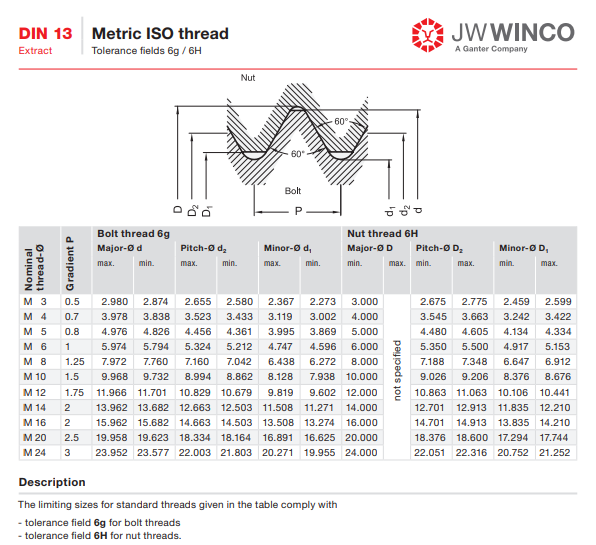 DIN 13 Metric ISO thread
Extract Tolerance fields 6g / 6H
JWWINCO
A Ganter Company
Nut
60°
60°
Bolt
D D2 D1 P d1 d2 d
Bolt thread 6g Nut thread 6H
Nominal thread-Ø Gradient P Major-Ø d Pitch-Ø d2 Minor-Ø d1 Major-Ø D Pitch-Ø D2 Minor-Ø D1
max. min. max. min. max. min. min. max. min. max. min. max.
M 3 0.5 2.980 2.874 2.655 2.580 2.367 2.273 3.000 2.675 2.775 2.459 2.599
M 4 0.7 3.978 3.838 3.523 3.433 3.119 3.002 4.000 3.545 3.663 3.242 3.422
M 5 0.8 4.976 4.826 4.456 4.361 3.995 3.869 5.000 4.480 4.605 4.134 4.334
M 6 1 5.974 5.794 5.324 5.212 4.747 4.596 6.000 5.350 5.500 4.917 5.153
M 8 1.25 7.972 7.760 7.160 7.042 6.438 6.272 8.000 7.188 7.348 6.647 6.912
M 10 1.5 9.968 9.732 8.994 8.862 8.128 7.938 10.000 9.026 9.206 8.376 8.676
M 12 1.75 11.966 11.701 10.829 10.679 9.819 9.602 12.000 10.863 11.063 10.106 10.441
M 14 2 13.962 13.682 12.663 12.503 11.508 11.271 14.000 12.701 12.913 11.835 12.210
M 16 2 15.962 15.682 14.663 14.503 13.508 13.274 16.000 14.701 14.913 13.835 14.210
M 20 2.5 19.958 19.623 18.334 18.164 16.891 16.625 20.000 18.376 18.600 17.294 17.744
M 24 3 23.952 23.577 22.003 21.803 20.271 19.955 24.000 22.051 22.316 20.752 21.252
not specified
Description
The limiting sizes for standard threads given in the table comply with
- tolerance field 6g for bolt threads
- tolerance field 6H for nut threads.